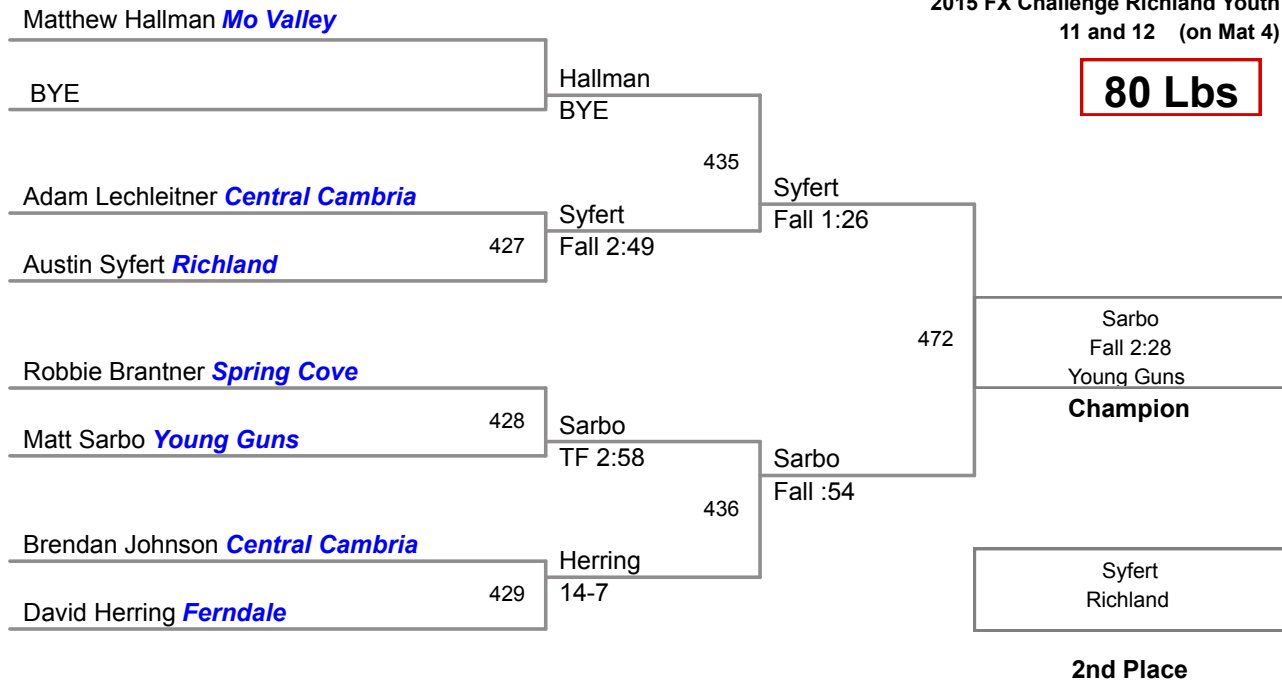 2015 FX Challenge Richland Youth
11 and 12 (on Mat 4)
80 Lbs
Matthew Hallman Mo Valley
BYE
Hallman
BYE
435
Adam Lechleitner Central Cambria
Syfert
Fall 2:49
427
Austin Syfert Richland
Syfert
Fall 1:26
472
Sarbo
Fall 2:28
Young Guns
Champion
Robbie Brantner Spring Cove
428
Matt Sarbo Young Guns
Sarbo
TF 2:58
Sarbo
Fall :54
436
Brendan Johnson Central Cambria
Herring
14-7
429
David Herring Ferndale
Syfert
Richland
2nd Place